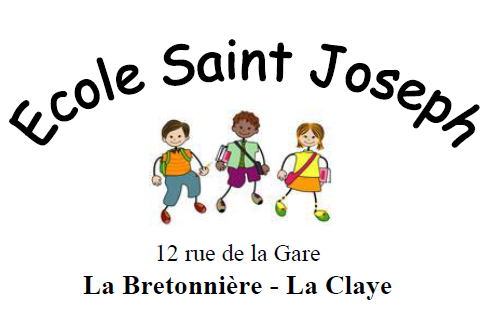 Ecole Saint Joseph
12 rue de la Gare
La Bretonnière - La Claye